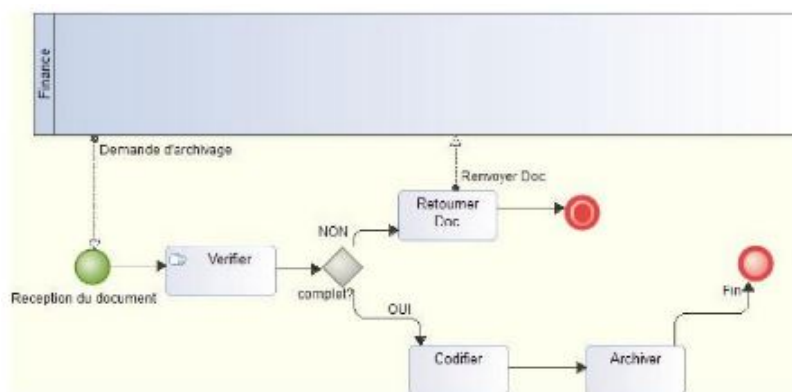 Finance
Demande d'archivage
Renvoyer Doc
Retourner
Doc
NON
Verifier
Reception du document
complet?
OUI
Fin
Codifier
Archiver